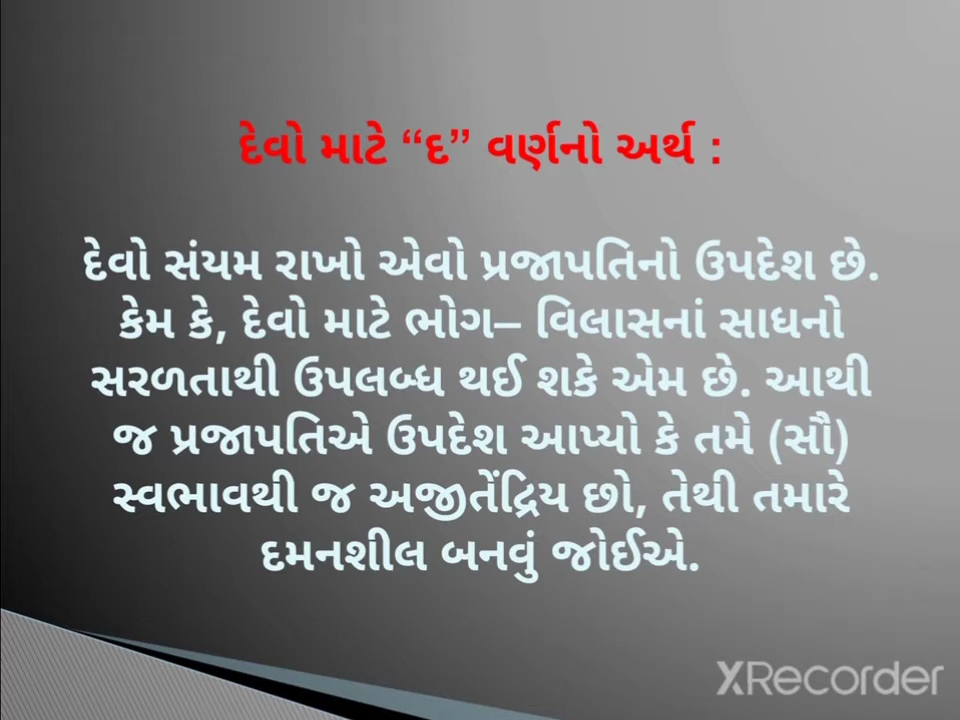 દેવો માટે “દ” વર્ણનો અર્થ :
દેવો સંયમ રાખો એવો પ્રજાપતિનો ઉપદેશ છે.
કેમ કે, દેવો માટે ભોગ– વિલાસનાં સાધનો
સરળતાથી ઉપલબ્ધ થઈ શકે એમ છે. આથી
જ પ્રજાપતિએ ઉપદેશ આપ્યો કે તમે (સૌ)
સ્વભાવથી જ અજીતેંદ્રિય છો, તેથી તમારે
દમનશીલ બનવું જોઈએ.
XRecorder